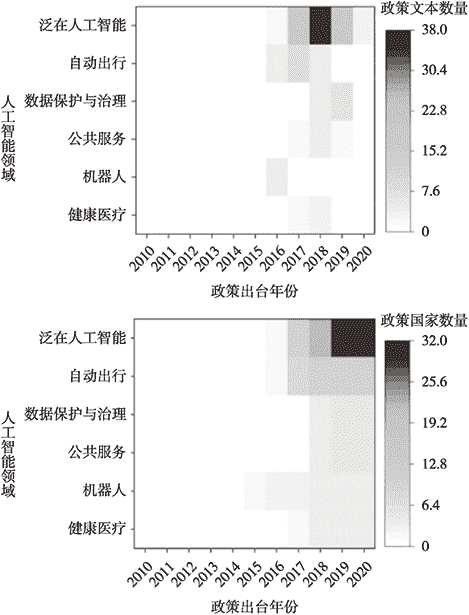 政策文本数量
泛在人工智能
自动出行
数据保护与治理
公共服务
机器人
健康医疗
人工智能领域
38.0
30.4
22.8
15.2
7.6
0
2010 2011 2012 2013 2014 2015 2016 2017 2018 2019 2020
政策出台年份
政策国家数量
泛在人工智能
自动出行
数据保护与治理
公共服务
机器人
健康医疗
人工智能领域
32.0
25.6
19.2
12.8
6.4
0
2010 2011 2012 2013 2014 2015 2016 2017 2018 2019 2020
政策出台年份